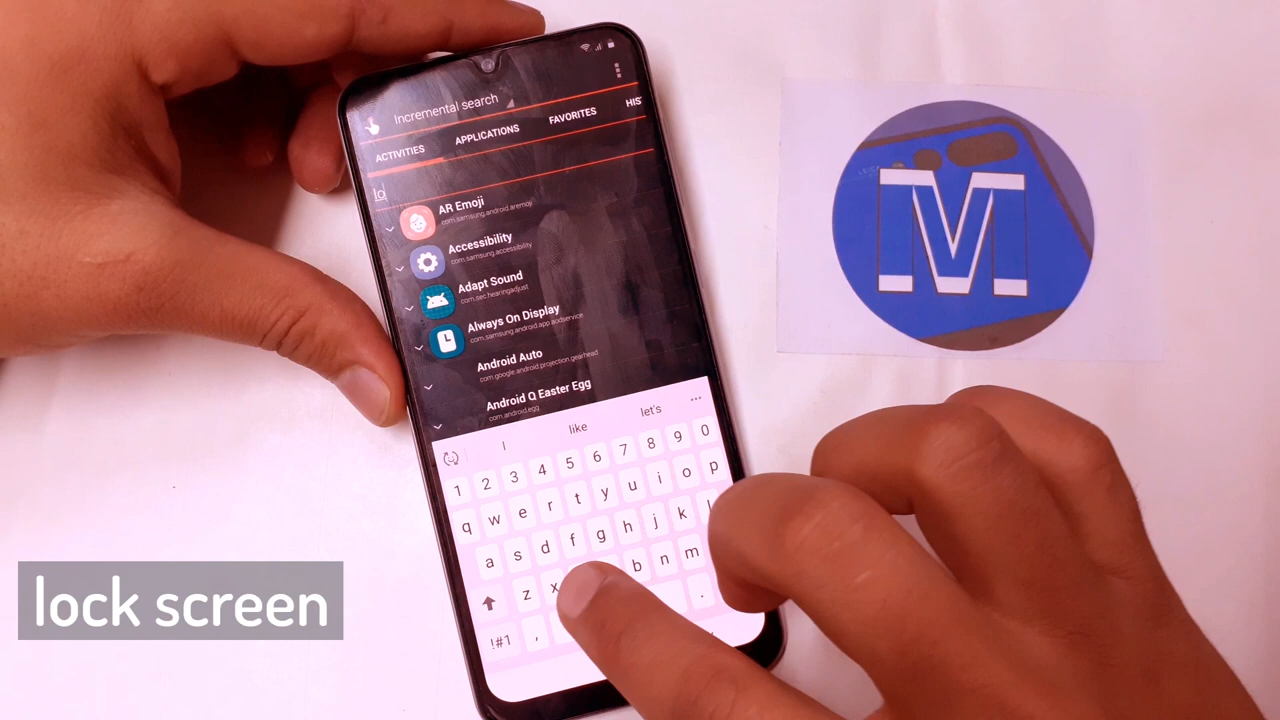 Incremental search
ACTIVITIES APPLICATIONS FAVORITES HIS
lo
AR Emoji
com.samsung.android.aremoji
Accessibility
com.samsung.accessibility
Adapt Sound
com.sec.hearingadjust
Always On Display
com.samsung.android.app.aodservice
Android Auto
com.google.android.projection.gearhead
Android Q Easter Egg
com.android.egg
I like let's
1 2 3 4 5 6 7 8 9 0
q w e r t y u i o p
a s d f g h j k l
z x b n m
!#1 , .
M
lock screen